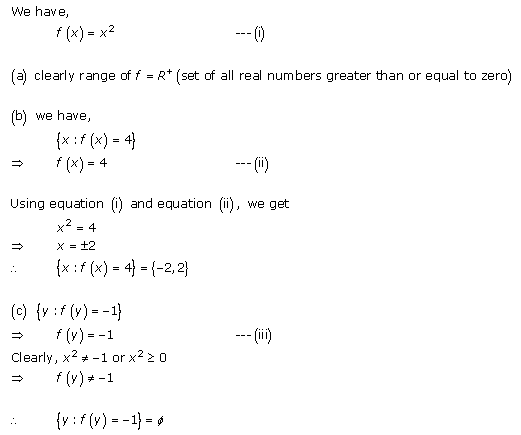 We have,
f (x) = x² ---(i)
(a) clearly range of f = R⁺ (set of all real numbers greater than or equal to zero)
(b) we have,
{x : f (x) = 4}
⇒ f (x) = 4 ---(ii)
Using equation (i) and equation (ii), we get
x² = 4
⇒ x = ±2
∴ {x : f (x) = 4} = {-2, 2}
(c) {y : f (y) = -1}
⇒ f (y) = -1 ---(iii)
Clearly, x² ≠ -1 or x² ≥ 0
⇒ f (y) ≠ -1
∴ {y : f (y) = -1} = ϕ